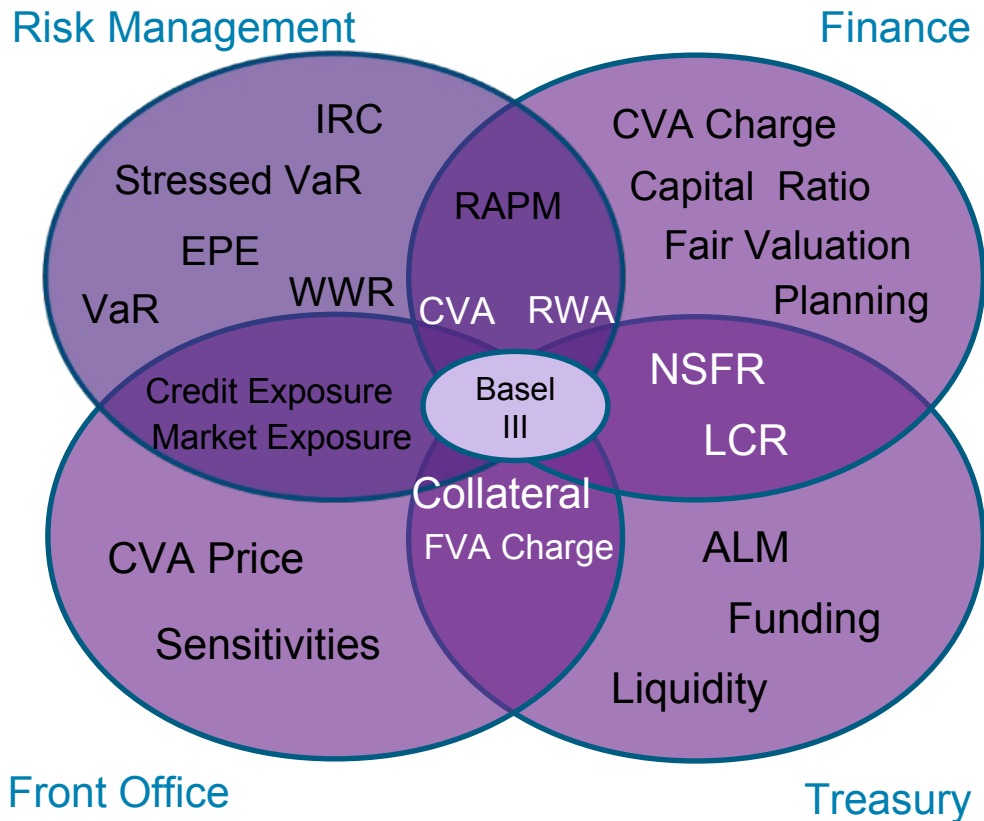 Risk Management
Finance
IRC
CVA Charge
Stressed VaR
Capital Ratio
RAPM
EPE
Fair Valuation
WWR
VaR
CVA RWA
Planning
NSFR
Credit Exposure
Market Exposure
Basel
III
LCR
Collateral
FVA Charge
CVA Price
ALM
Sensitivities
Funding
Liquidity
Front Office
Treasury